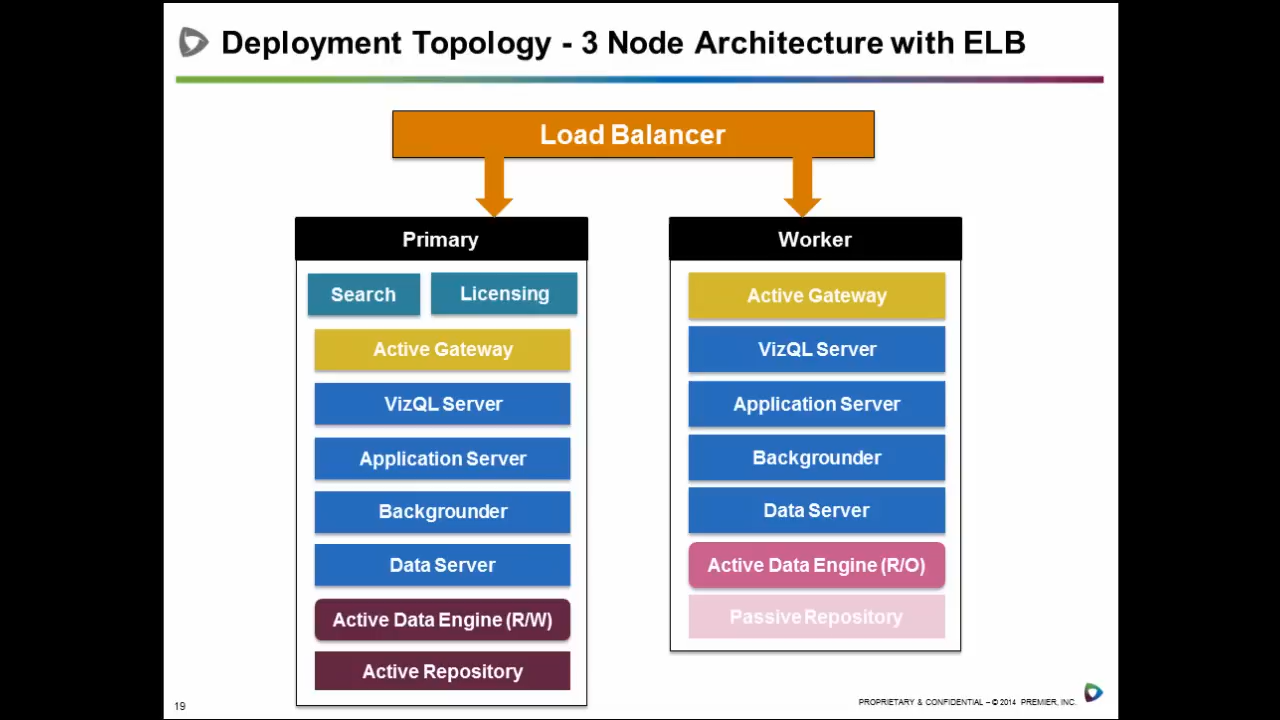 Deployment Topology - 3 Node Architecture with ELB
Load Balancer
Primary
Search
Licensing
Active Gateway
VizQL Server
Application Server
Backgrounder
Data Server
Active Data Engine (R/W)
Active Repository
Worker
Active Gateway
VizQL Server
Application Server
Backgrounder
Data Server
Active Data Engine (R/O)
Passive Repository
19
PROPRIETARY & CONFIDENTIAL – © 2014 PREMIER, INC.